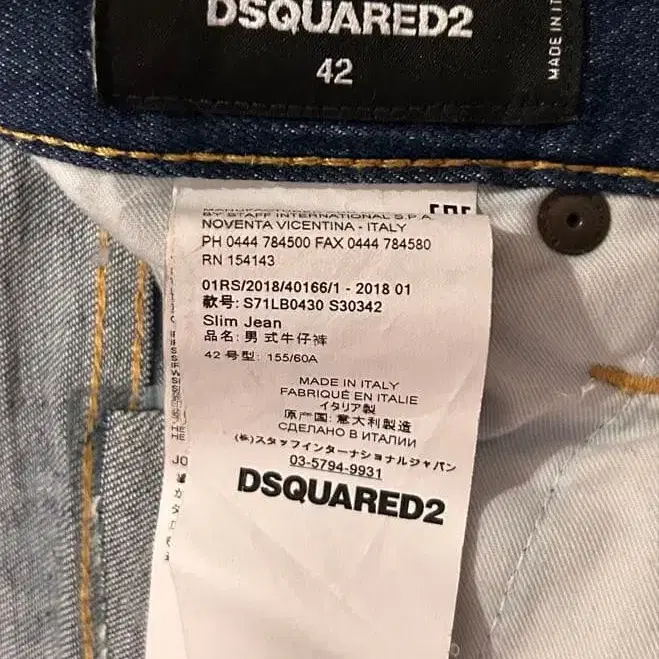 DSQUARED2
42
MADE IN IT
BY STAFF INTERNATIONAL S.P.A.
NOVENTA VICENTINA - ITALY
PH 0444 784500 FAX 0444 784580
RN 154143
01RS/2018/40166/1 - 2018 01
款号: S71LB0430 S30342
Slim Jean
品名: 男 式牛仔裤
42 号型: 155/60A
MADE IN ITALY
FABRIQUÉ EN ITALIE
イタリア製
原产国: 意大利製造
СДЕЛАНО В ИТАЛИИ
(株)スタッフインターナショナルジャパン
03-5794-9931
DSQUARED2